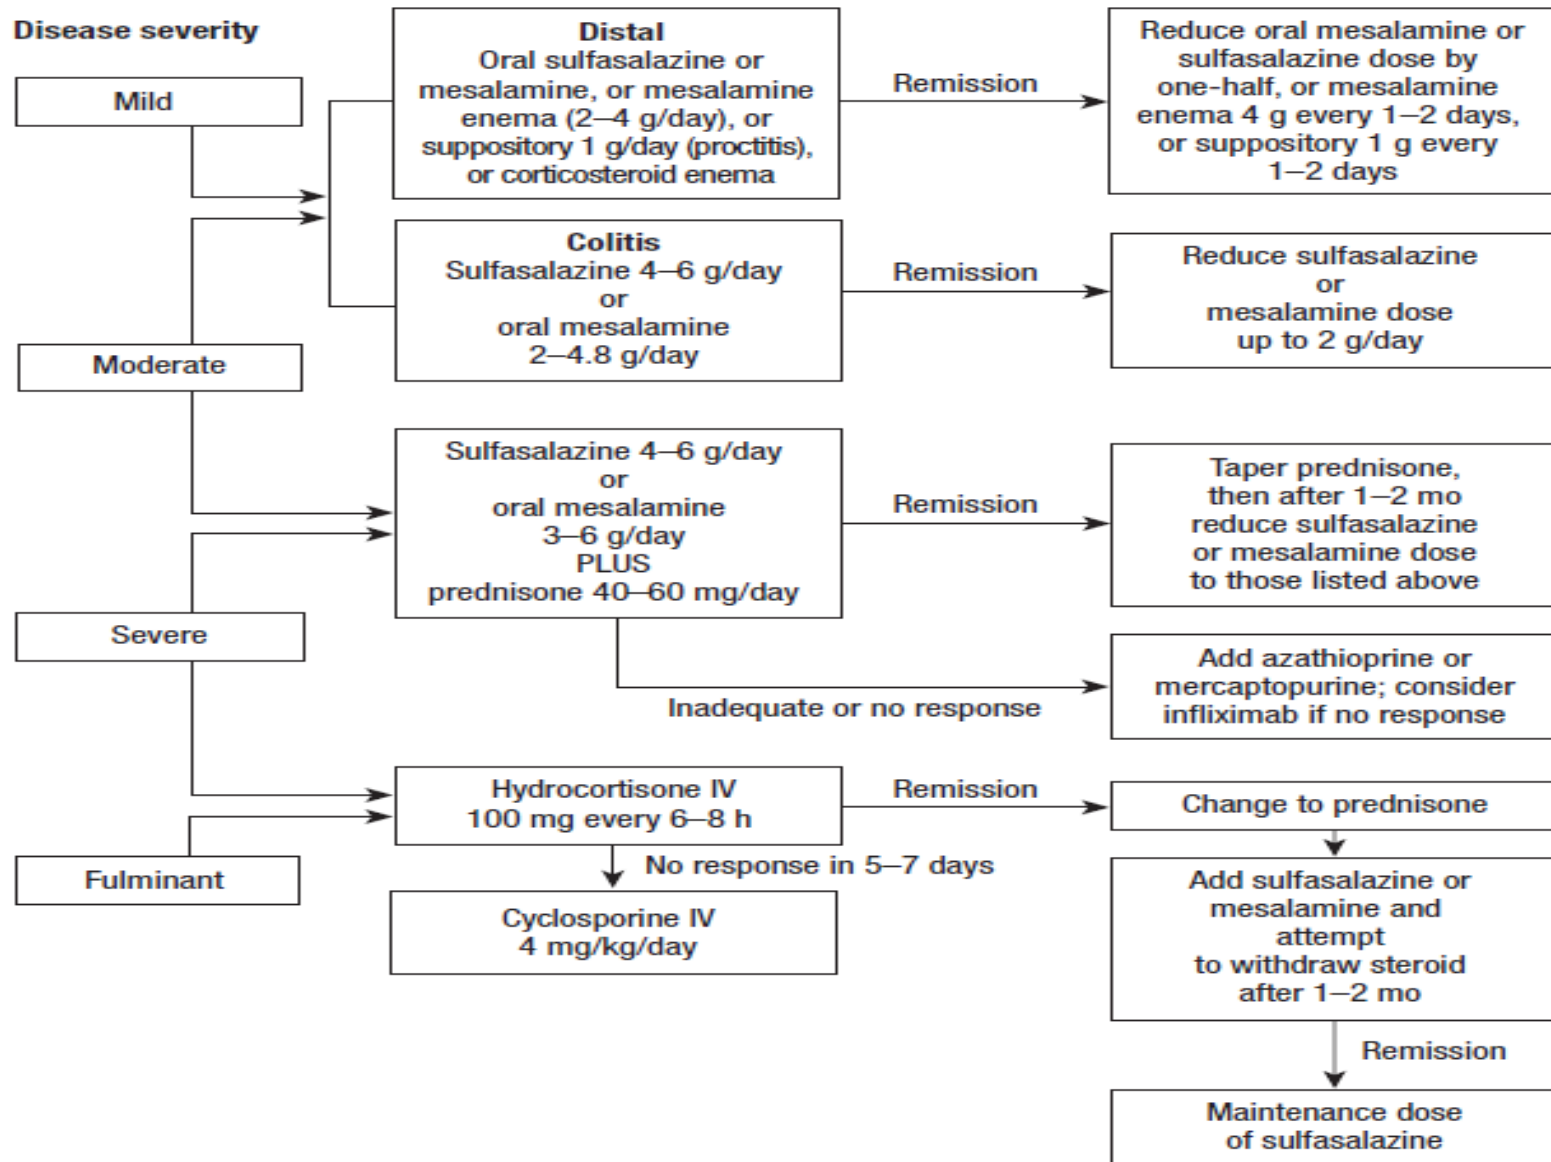 Disease severity
Mild
Distal
Oral sulfasalazine or
mesalamine, or mesalamine
enema (2–4 g/day), or
suppository 1 g/day (proctitis),
or corticosteroid enema
Remission
Reduce oral mesalamine or
sulfasalazine dose by
one-half, or mesalamine
enema 4 g every 1–2 days,
or suppository 1 g every
1–2 days
Colitis
Sulfasalazine 4–6 g/day
or
oral mesalamine
2–4.8 g/day
Remission
Reduce sulfasalazine
or
mesalamine dose
up to 2 g/day
Moderate
Sulfasalazine 4–6 g/day
or
oral mesalamine
3–6 g/day
PLUS
prednisone 40–60 mg/day
Remission
Taper prednisone,
then after 1–2 mo
reduce sulfasalazine
or mesalamine dose
to those listed above
Severe
Inadequate or no response
Add azathioprine or
mercaptopurine; consider
infliximab if no response
Hydrocortisone IV
100 mg every 6–8 h
Remission
Change to prednisone
Fulminant
No response in 5–7 days
Cyclosporine IV
4 mg/kg/day
Add sulfasalazine or
mesalamine and
attempt
to withdraw steroid
after 1–2 mo
Remission
Maintenance dose
of sulfasalazine